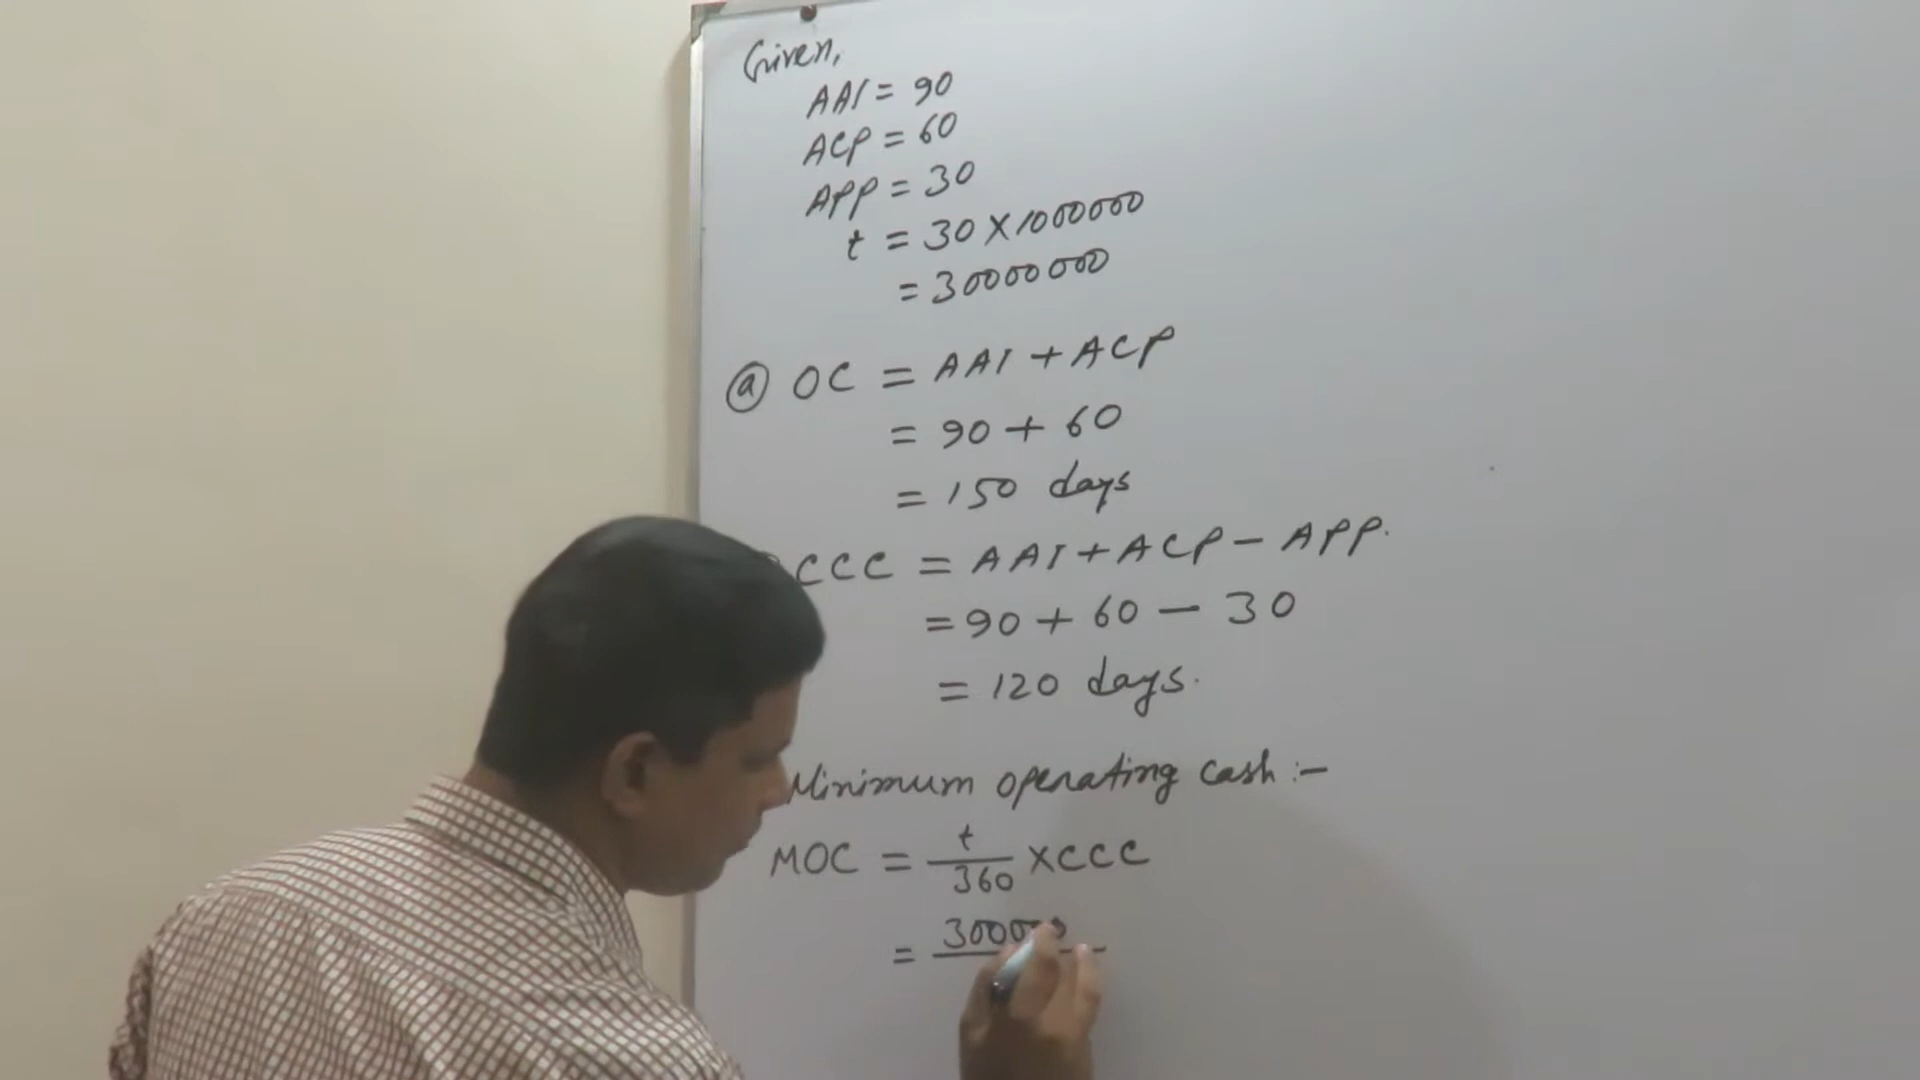 Given,
AAI = 90
ACP = 60
APP = 30
t = 30 X 1000000
= 30000000
ⓐ OC = AAI + ACP
= 90 + 60
= 150 days
CCC = AAI + ACP - APP.
= 90 + 60 - 30
= 120 days.
Minimum operating cash :-
MOC = t/360 X CCC
= 30000